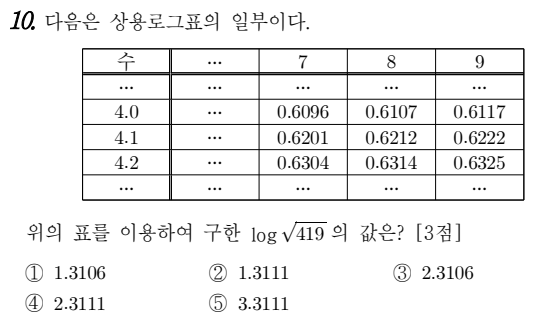 10. 다음은 상용로그표의 일부이다.
수 ··· 7 8 9
··· ··· ··· ··· ···
4.0 ··· 0.6096 0.6107 0.6117
4.1 ··· 0.6201 0.6212 0.6222
4.2 ··· 0.6304 0.6314 0.6325
··· ··· ··· ··· ···
위의 표를 이용하여 구한 log √419 의 값은? [3점]
① 1.3106 ② 1.3111 ③ 2.3106
④ 2.3111 ⑤ 3.3111